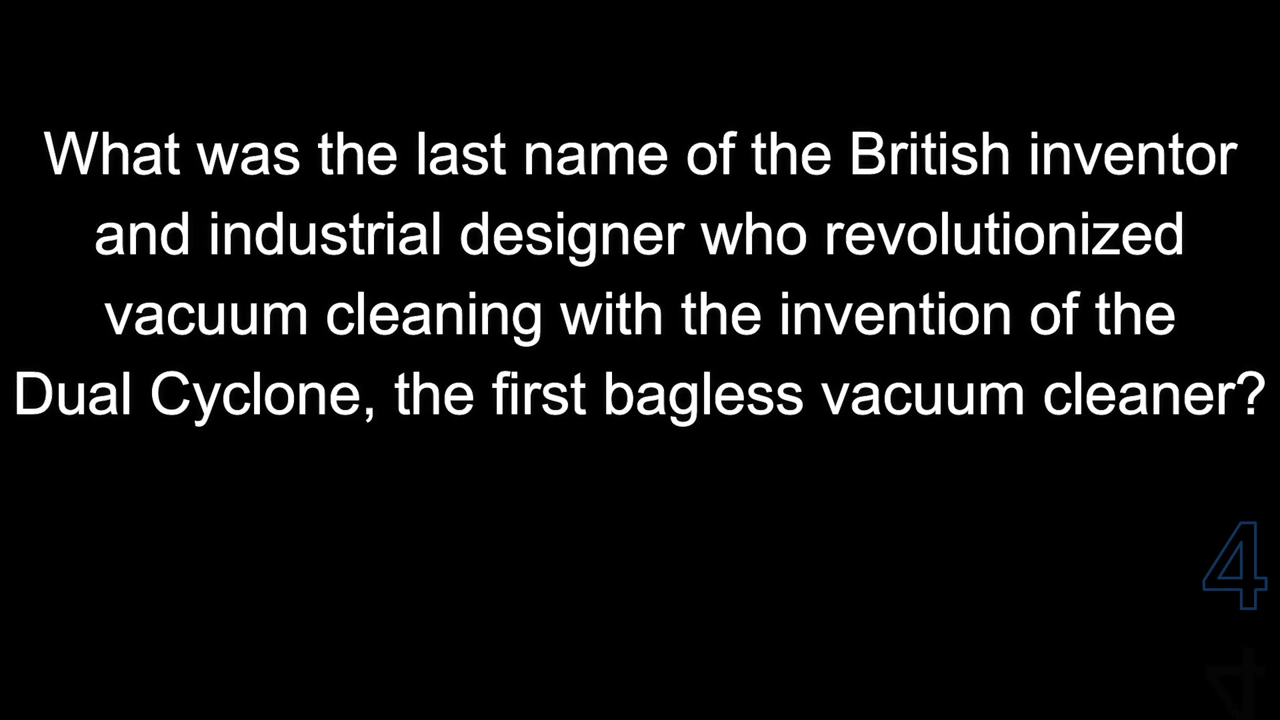 What was the last name of the British inventor
and industrial designer who revolutionized
vacuum cleaning with the invention of the
Dual Cyclone, the first bagless vacuum cleaner?
4